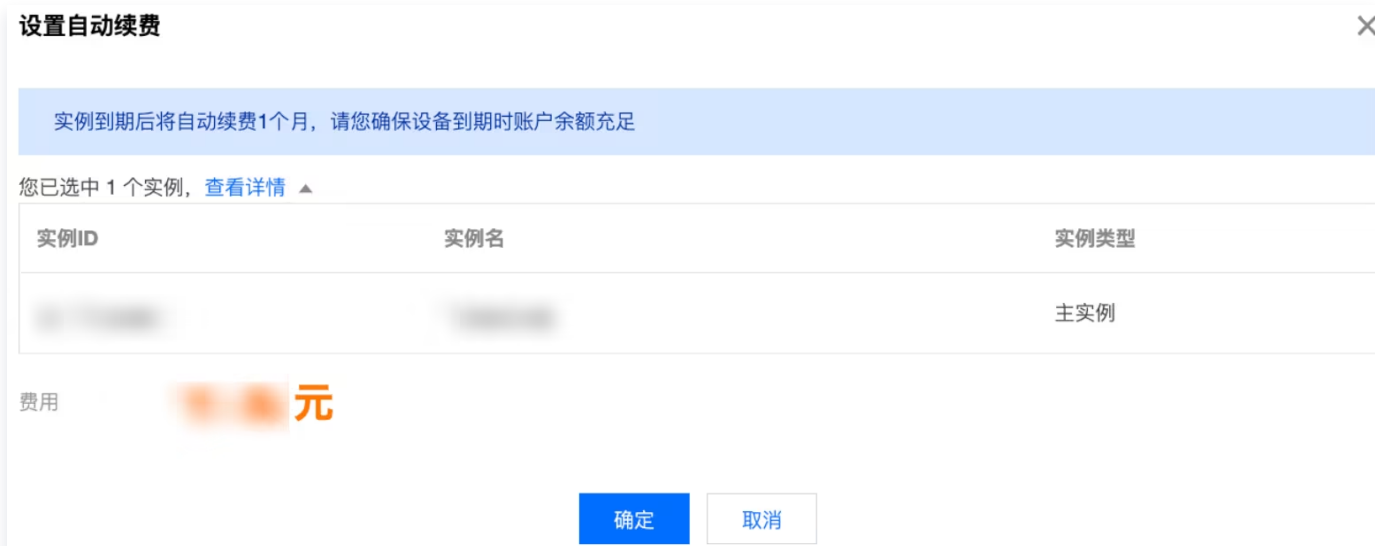 设置自动续费
实例到期后将自动续费1个月，请您确保设备到期时账户余额充足
您已选中 1 个实例，查看详情
实例ID 实例名 实例类型
主实例
费用 元
确定 取消